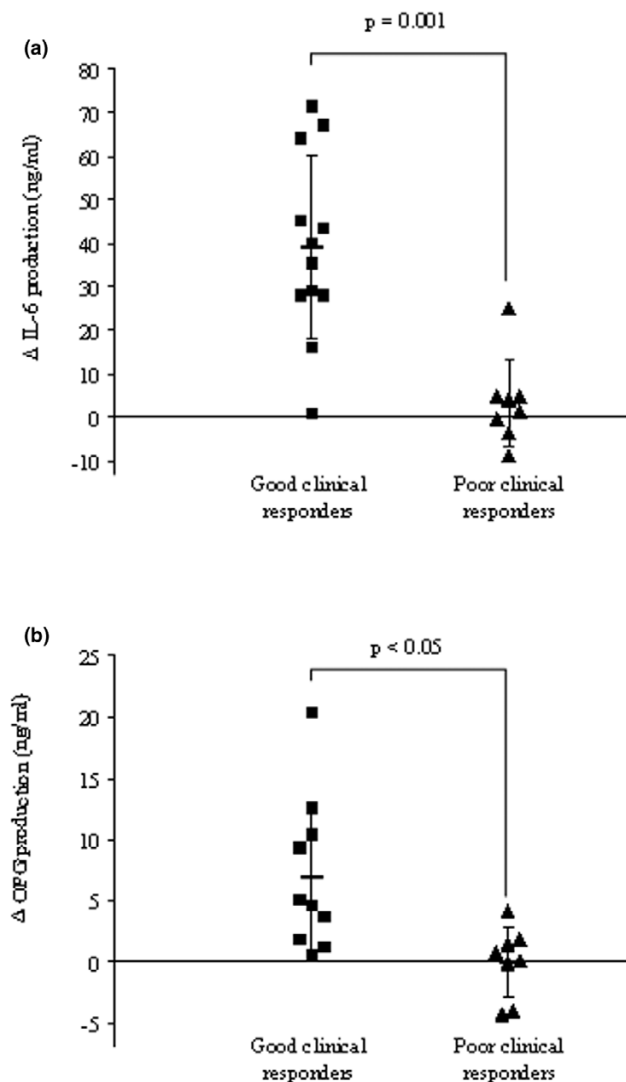 (a)
p = 0.001
Δ IL-6 production (ng/ml)
80
70
60
50
40
30
20
10
0
-10
Good clinical responders
Poor clinical responders
(b)
p < 0.05
Δ OPG production (ng/ml)
25
20
15
10
5
0
-5
Good clinical responders
Poor clinical responders